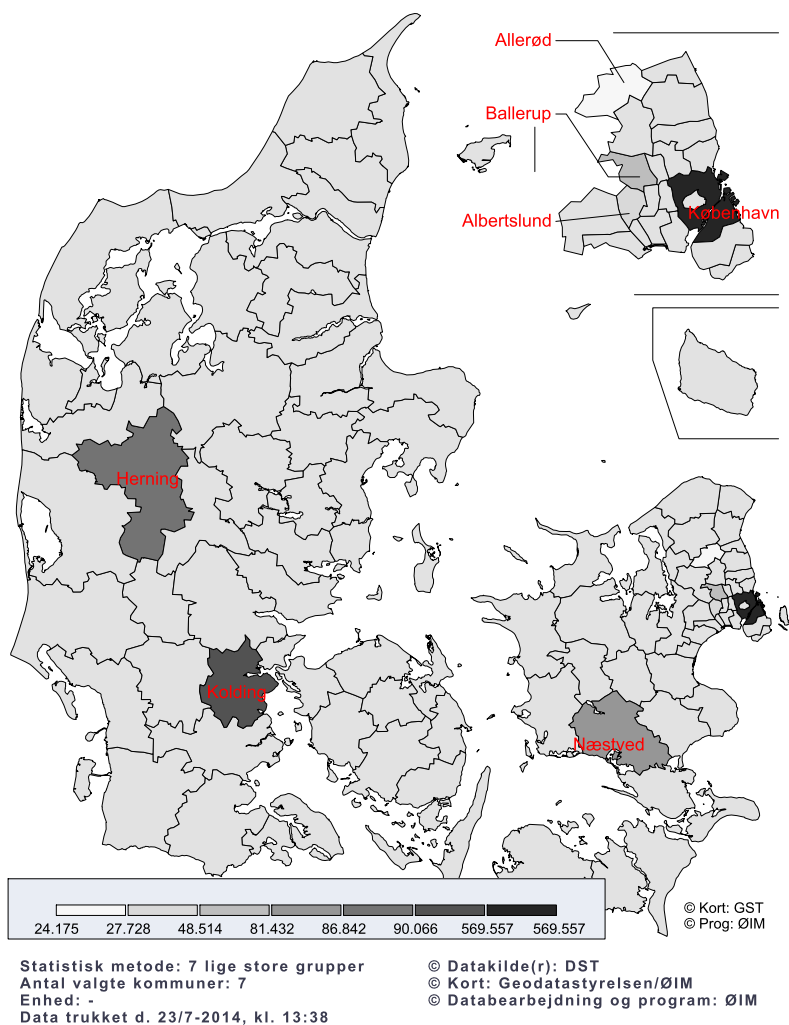 Allerød
Ballerup
Albertslund
København
Herning
Kolding
Næstved
24.175 27.728 48.514 81.432 86.842 90.066 569.557 569.557
© Kort: GST
© Prog: ØIM
Statistisk metode: 7 lige store grupper
Antal valgte kommuner: 7
Enhed: -
Data trukket d. 23/7-2014, kl. 13:38
© Datakilde(r): DST
© Kort: Geodatastyrelsen/ØIM
© Databearbejdning og program: ØIM